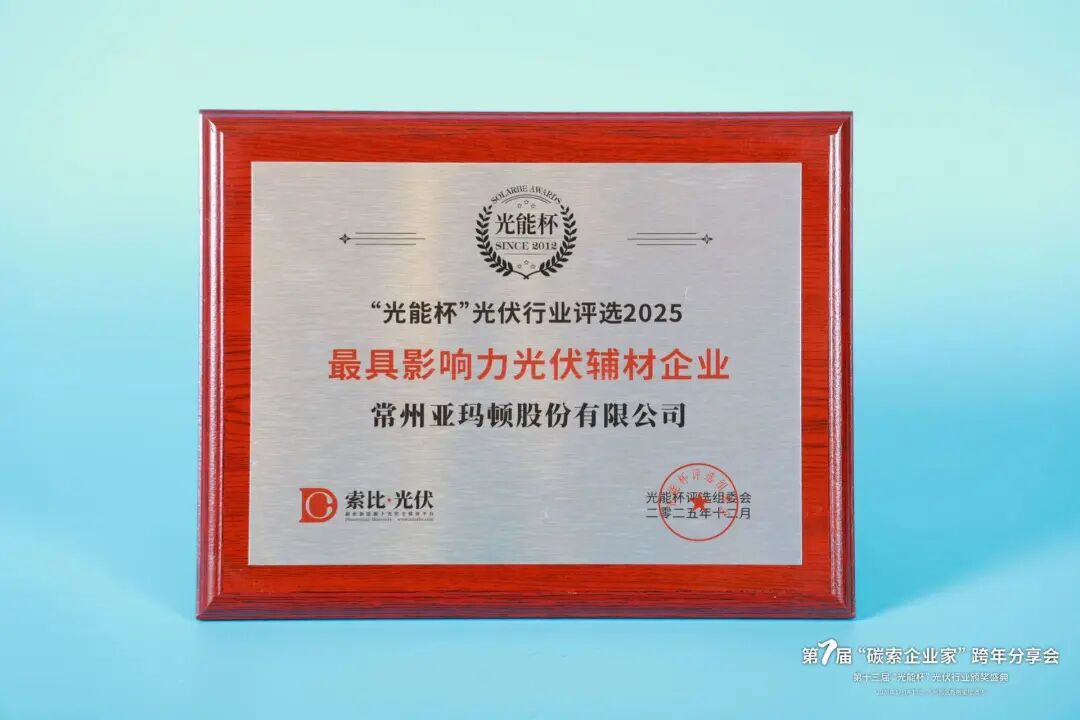 SOLARBE AWARDS
光能杯
SINCE 2012
“光能杯”光伏行业评选2025
最具影响力光伏辅材企业
常州亚玛顿股份有限公司
索比·光伏
光能杯评选组委会
二零二五年十二月
第7届“碳索企业家”跨年分享会
第十三届“光能杯”光伏行业颁奖盛典